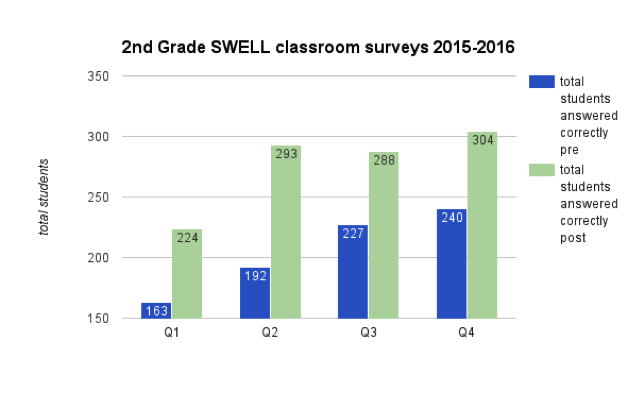 2nd Grade SWELL classroom surveys 2015-2016
350
300
250
200
150
total students
163
224
192
293
227
288
240
304
Q1
Q2
Q3
Q4
total
students
answered
correctly
pre
total
students
answered
correctly
post